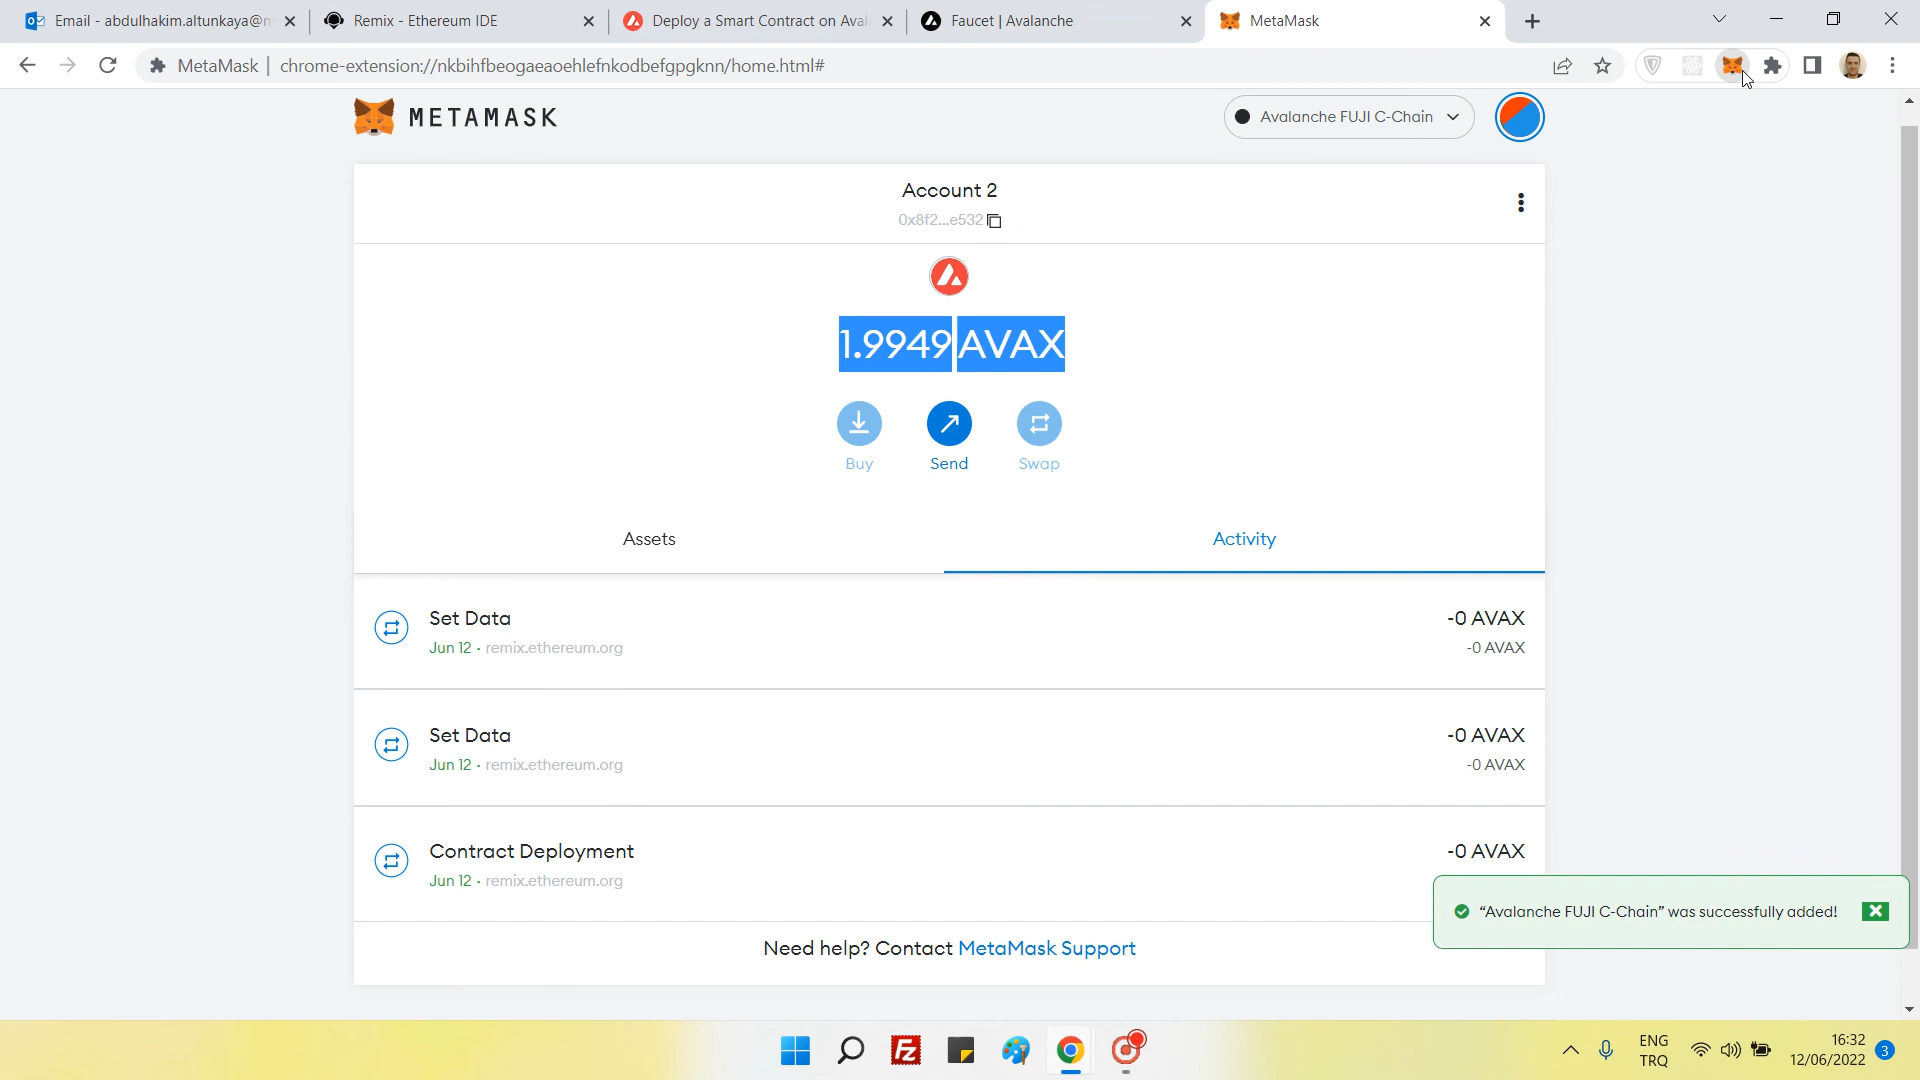 Email - abdulhakim.altunkaya@m
Remix - Ethereum IDE
Deploy a Smart Contract on Aval
Faucet | Avalanche
MetaMask
MetaMask | chrome-extension://nkbihfbeogaeaoehlefnkodbefgpgknn/home.html#
METAMASK
Avalanche FUJI C-Chain
Account 2
0x8f2...e532
1.9949 AVAX
Buy
Send
Swap
Assets
Activity
Set Data
-0 AVAX
Jun 12 · remix.ethereum.org
-0 AVAX
Set Data
-0 AVAX
Jun 12 · remix.ethereum.org
-0 AVAX
Contract Deployment
-0 AVAX
Jun 12 · remix.ethereum.org
“Avalanche FUJI C-Chain” was successfully added!
Need help? Contact MetaMask Support
Fz
ENG
TRQ
16:32
12/06/2022
3